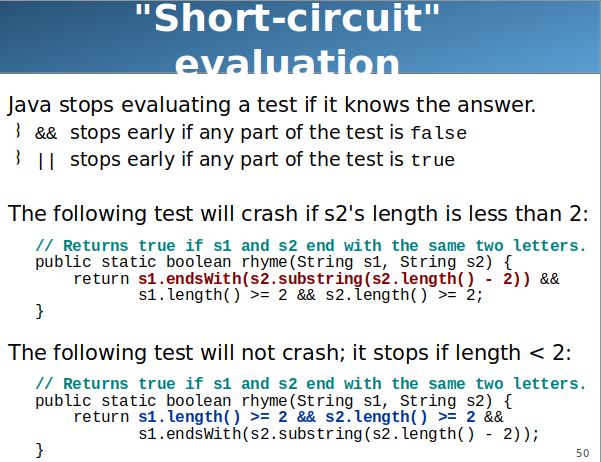 "Short-circuit"
evaluation
Java stops evaluating a test if it knows the answer.
&& stops early if any part of the test is false
|| stops early if any part of the test is true
The following test will crash if s2's length is less than 2:
// Returns true if s1 and s2 end with the same two letters.
public static boolean rhyme(String s1, String s2) {
return s1.endsWith(s2.substring(s2.length() - 2)) &&
s1.length() >= 2 && s2.length() >= 2;
}
The following test will not crash; it stops if length < 2:
// Returns true if s1 and s2 end with the same two letters.
public static boolean rhyme(String s1, String s2) {
return s1.length() >= 2 && s2.length() >= 2 &&
s1.endsWith(s2.substring(s2.length() - 2));
}
50